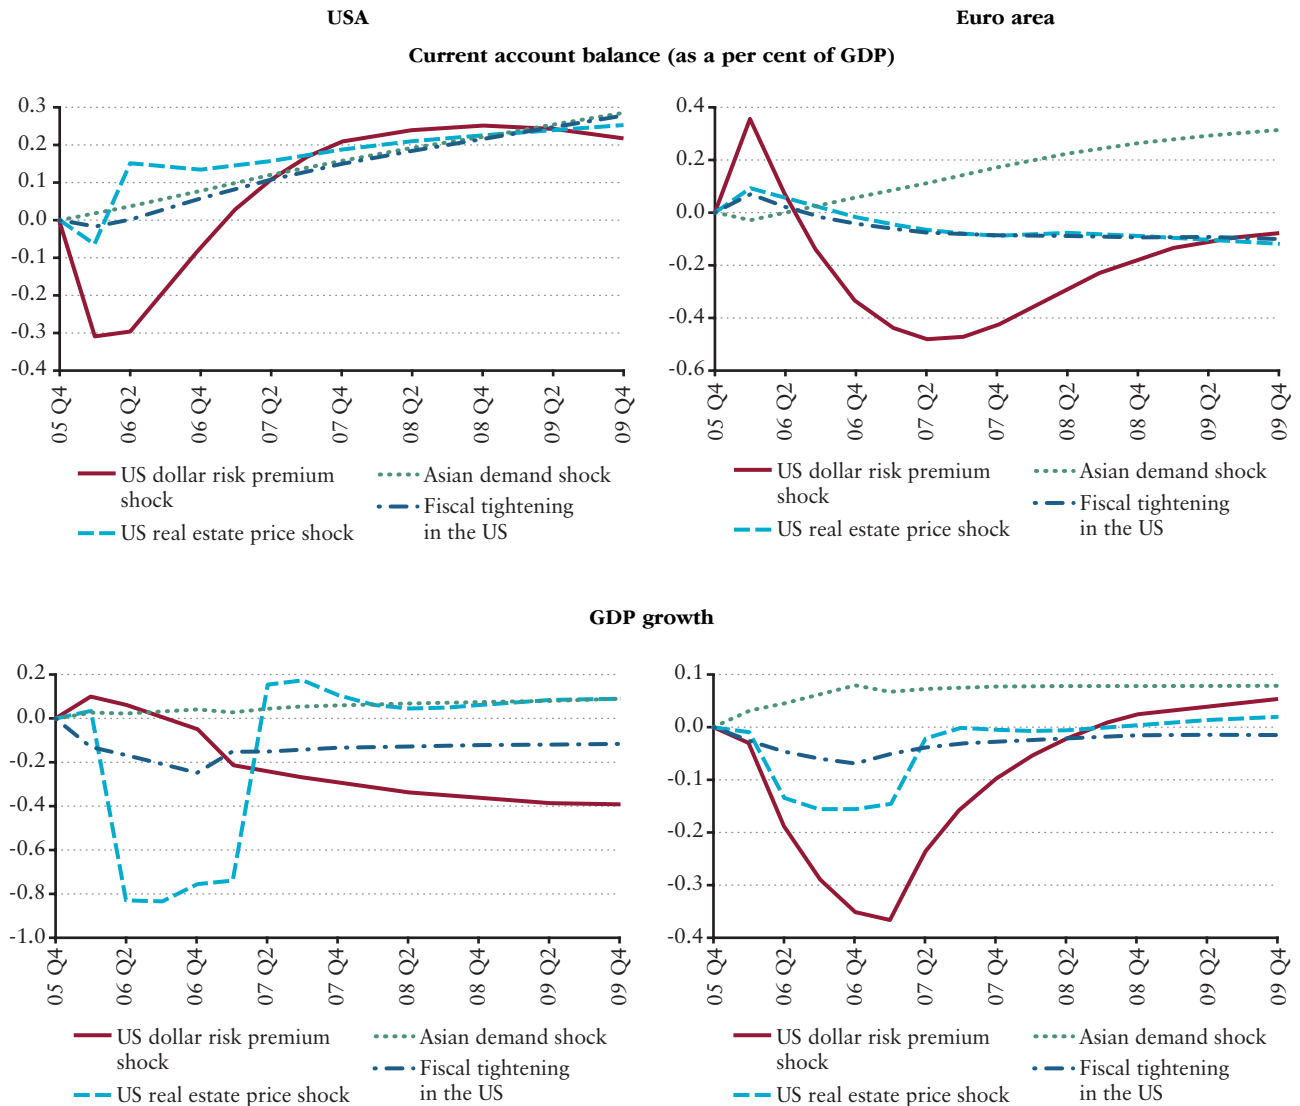 USA
Euro area
Current account balance (as a per cent of GDP)
0.3
0.2
0.1
0.0
-0.1
-0.2
-0.3
-0.4
05 Q4
06 Q2
06 Q4
07 Q2
07 Q4
08 Q2
08 Q4
09 Q2
09 Q4
US dollar risk premium
shock
US real estate price shock
Asian demand shock
Fiscal tightening
in the US
0.4
0.2
0.0
-0.2
-0.4
-0.6
05 Q4
06 Q2
06 Q4
07 Q2
07 Q4
08 Q2
08 Q4
09 Q2
09 Q4
US dollar risk premium
shock
US real estate price shock
Asian demand shock
Fiscal tightening
in the US
GDP growth
0.2
0.0
-0.2
-0.4
-0.6
-0.8
-1.0
05 Q4
06 Q2
06 Q4
07 Q2
07 Q4
08 Q2
08 Q4
09 Q2
09 Q4
US dollar risk premium
shock
US real estate price shock
Asian demand shock
Fiscal tightening
in the US
0.1
0.0
-0.1
-0.2
-0.3
-0.4
05 Q4
06 Q2
06 Q4
07 Q2
07 Q4
08 Q2
08 Q4
09 Q2
09 Q4
US dollar risk premium
shock
US real estate price shock
Asian demand shock
Fiscal tightening
in the US